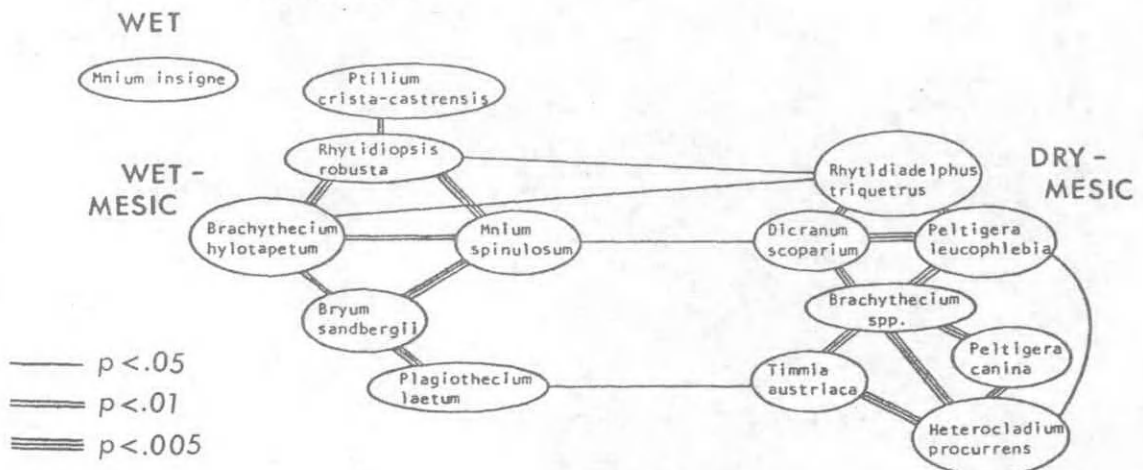 WET
Mnium insigne
Ptilium
crista-castrensis
Rhytidiopsis
robusta
WET-
MESIC
Brachythecium
hylotapetum
Mnium
spinulosum
Bryum
sandbergii
Plagiothecium
laetum
Rhytidiadelphus
triquetrus
DRY-
MESIC
Dicranum
scoparium
Peltigera
leucophlebia
Brachythecium
spp.
Peltigera
canina
Timmia
austriaca
Heterocladium
procurrens
p <.05
p <.01
p <.005